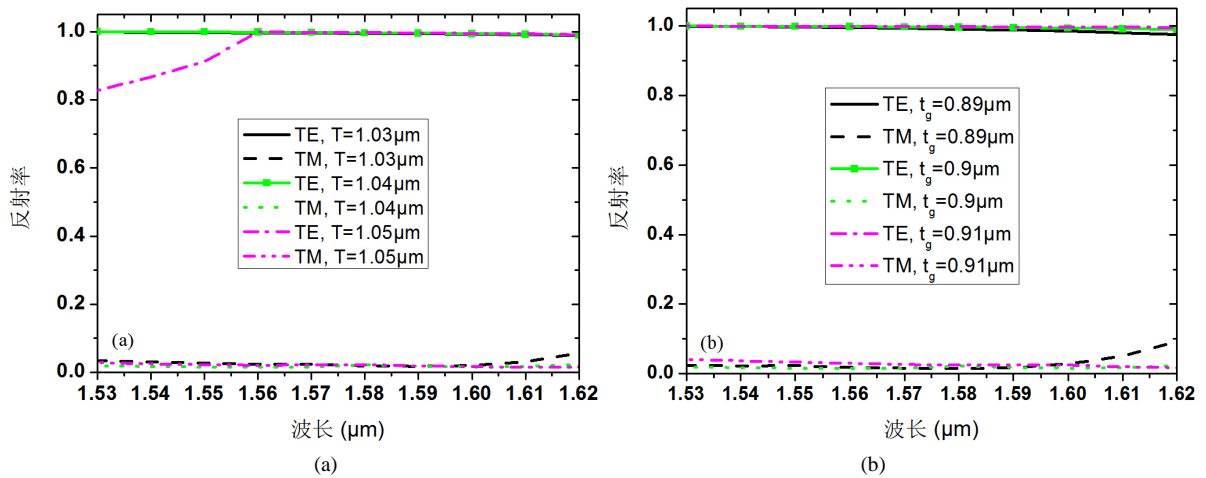 1.0
0.8
0.6
0.4
0.2
0.0
反射率
TE, T=1.03μm
TM, T=1.03μm
TE, T=1.04μm
TM, T=1.04μm
TE, T=1.05μm
TM, T=1.05μm
(a)
1.53 1.54 1.55 1.56 1.57 1.58 1.59 1.60 1.61 1.62
波长 (μm)
(a)
1.0
0.8
0.6
0.4
0.2
0.0
反射率
TE, tg=0.89μm
TM, tg=0.89μm
TE, tg=0.9μm
TM, tg=0.9μm
TE, tg=0.91μm
TM, tg=0.91μm
(b)
1.53 1.54 1.55 1.56 1.57 1.58 1.59 1.60 1.61 1.62
波长 (μm)
(b)